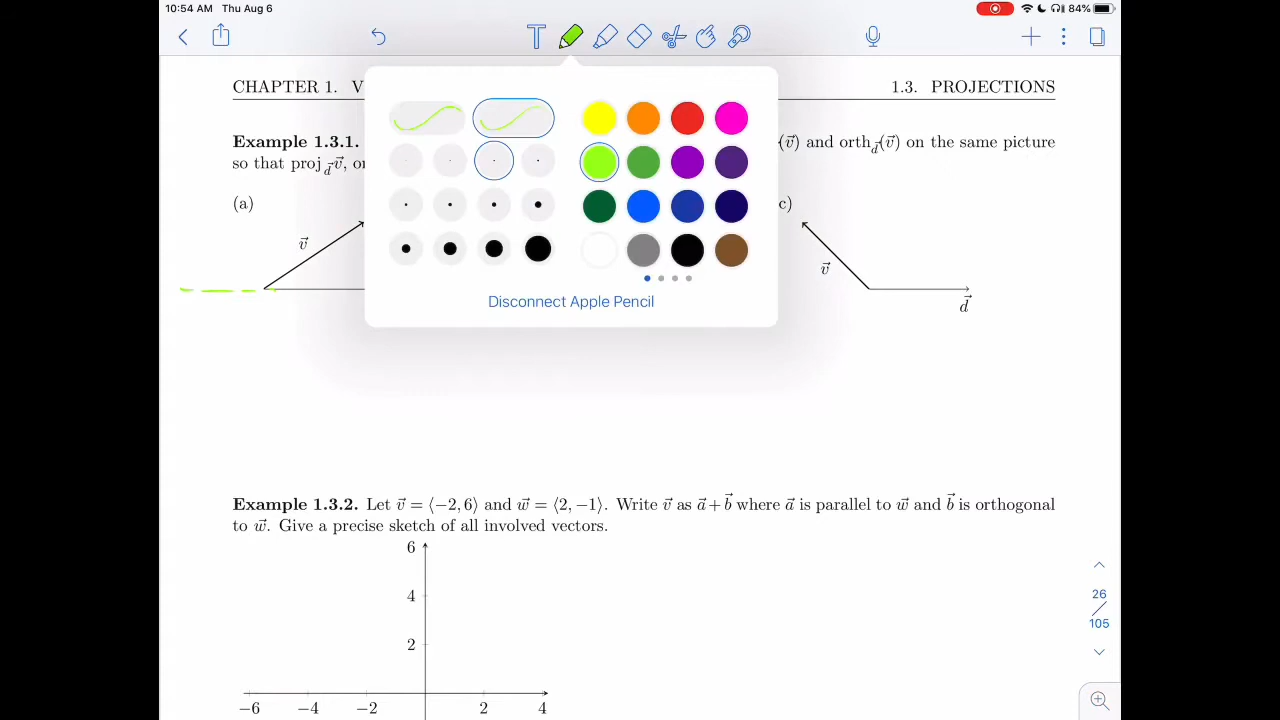 10:54 AM Thu Aug 6
84%
T
CHAPTER 1. V
1.3. PROJECTIONS
Example 1.3.1.
(v⃗) and orth_d⃗(v⃗) on the same picture
so that proj_d⃗ v⃗, or
(a)
c)
v⃗
v⃗
d⃗
Disconnect Apple Pencil
Example 1.3.2. Let v⃗ = ⟨−2, 6⟩ and w⃗ = ⟨2, −1⟩. Write v⃗ as a⃗ + b⃗ where a⃗ is parallel to w⃗ and b⃗ is orthogonal
to w⃗. Give a precise sketch of all involved vectors.
6
4
2
−6 −4 −2 2 4
26
105